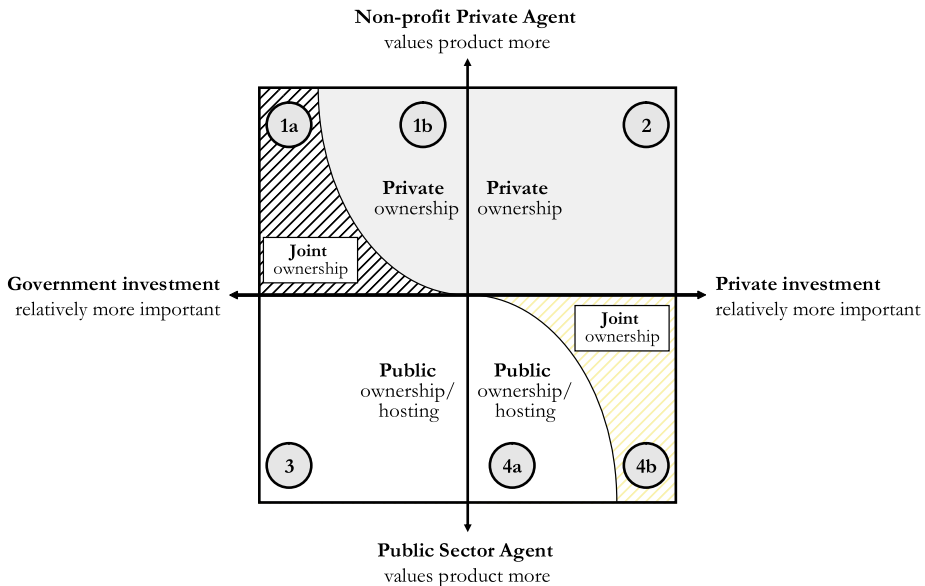 Non-profit Private Agent
values product more
1a
1b
2
Private
ownership
Private
ownership
Joint
ownership
Government investment
relatively more important
Private investment
relatively more important
Joint
ownership
Public
ownership/
hosting
Public
ownership/
hosting
3
4a
4b
Public Sector Agent
values product more